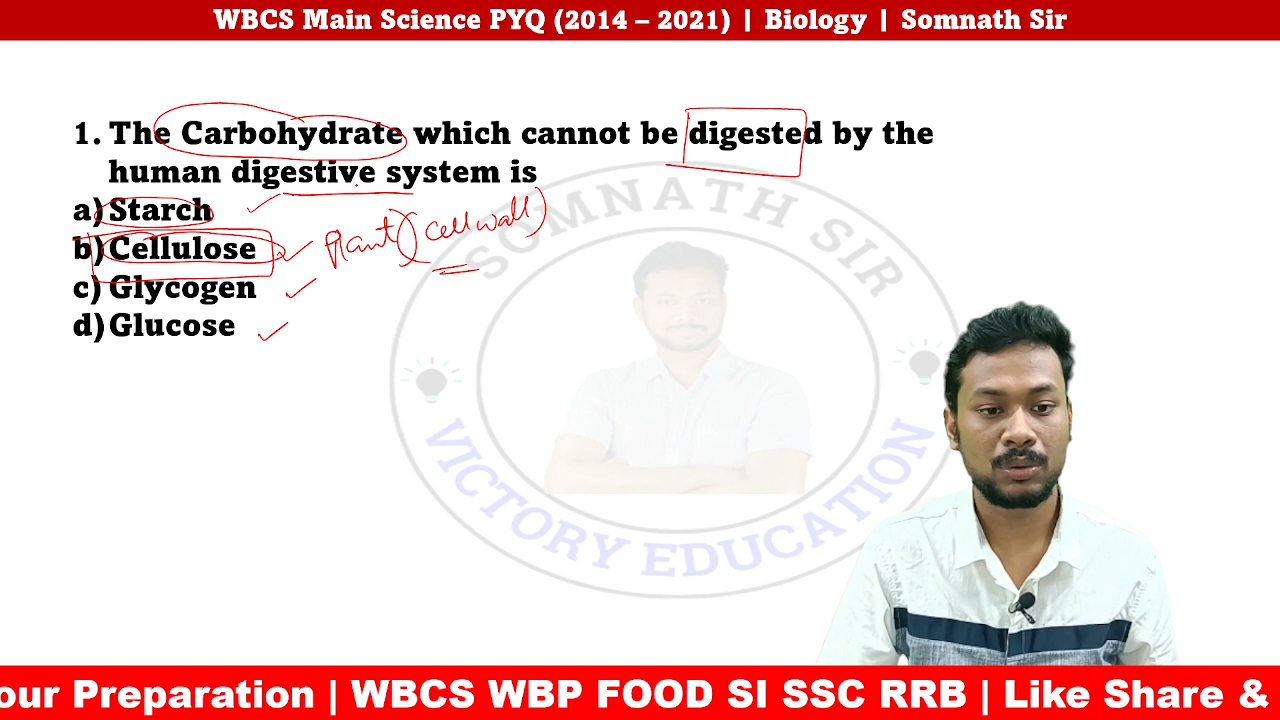 WBCS Main Science PYQ (2014 – 2021) | Biology | Somnath Sir
1. The Carbohydrate which cannot be digested by the
human digestive system is
a) Starch
b) Cellulose
Plant (cell wall)
c) Glycogen
d) Glucose
SOMNATH SIR
VICTORY EDUCATION
our Preparation | WBCS WBP FOOD SI SSC RRB | Like Share &